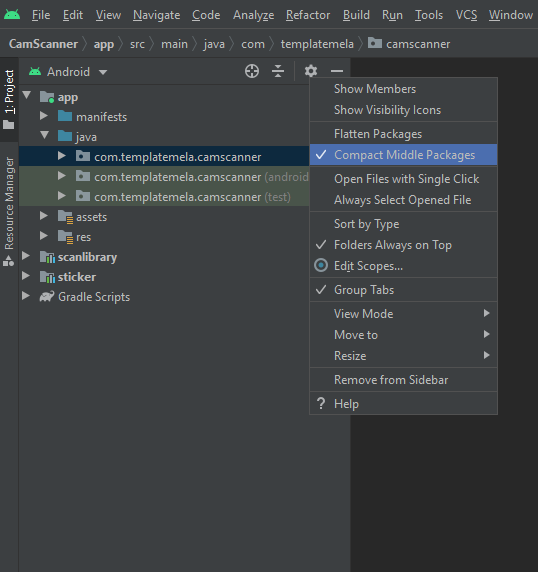 File Edit View Navigate Code Analyze Refactor Build Run Tools VCS Window
CamScanner app src main java com templatemela camscanner
1: Project
Resource Manager
Android
app
manifests
java
com.templatemela.camscanner
com.templatemela.camscanner (android
com.templatemela.camscanner (test)
assets
res
scanlibrary
sticker
Gradle Scripts
Show Members
Show Visibility Icons
Flatten Packages
Compact Middle Packages
Open Files with Single Click
Always Select Opened File
Sort by Type
Folders Always on Top
Edit Scopes...
Group Tabs
View Mode
Move to
Resize
Remove from Sidebar
? Help